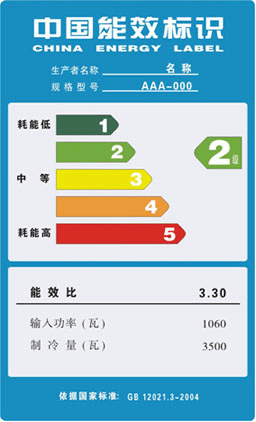 中国能效标识
CHINA ENERGY LABEL
生产者名称 名 称
规 格 型 号 AAA-000
耗能低 1
2
2级
中 等 3
4
耗能高 5
能 效 比 3.30
输入功率（瓦） 1060
制 冷 量（瓦） 3500
依据国家标准: GB 12021.3-2004